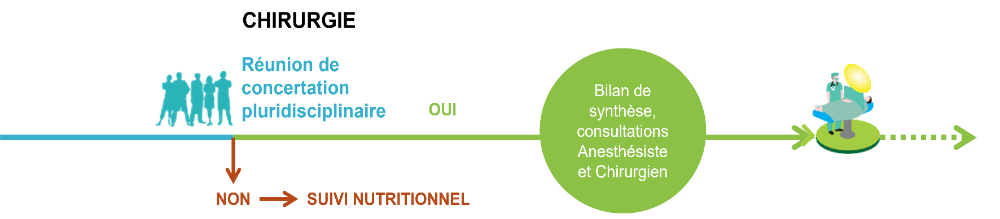 CHIRURGIE
Réunion de
concertation
pluridisciplinaire
OUI
Bilan de
synthèse,
consultations
Anesthésiste
et Chirurgien
NON
SUIVI NUTRITIONNEL